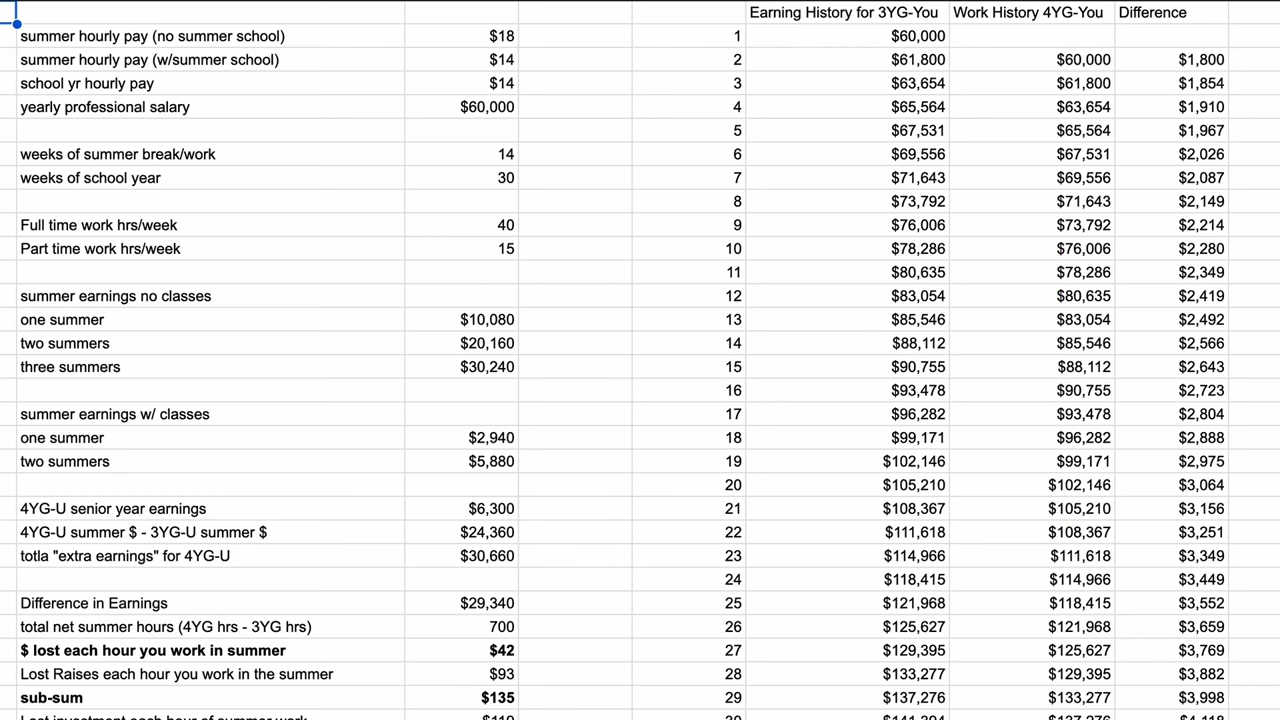 Earning History for 3YG-You Work History 4YG-You Difference
summer hourly pay (no summer school) $18 1 $60,000
summer hourly pay (w/summer school) $14 2 $61,800 $60,000 $1,800
school yr hourly pay $14 3 $63,654 $61,800 $1,854
yearly professional salary $60,000 4 $65,564 $63,654 $1,910
5 $67,531 $65,564 $1,967
weeks of summer break/work 14 6 $69,556 $67,531 $2,026
weeks of school year 30 7 $71,643 $69,556 $2,087
8 $73,792 $71,643 $2,149
Full time work hrs/week 40 9 $76,006 $73,792 $2,214
Part time work hrs/week 15 10 $78,286 $76,006 $2,280
11 $80,635 $78,286 $2,349
summer earnings no classes 12 $83,054 $80,635 $2,419
one summer $10,080 13 $85,546 $83,054 $2,492
two summers $20,160 14 $88,112 $85,546 $2,566
three summers $30,240 15 $90,755 $88,112 $2,643
16 $93,478 $90,755 $2,723
summer earnings w/ classes 17 $96,282 $93,478 $2,804
one summer $2,940 18 $99,171 $96,282 $2,888
two summers $5,880 19 $102,146 $99,171 $2,975
20 $105,210 $102,146 $3,064
4YG-U senior year earnings $6,300 21 $108,367 $105,210 $3,156
4YG-U summer $ - 3YG-U summer $ $24,360 22 $111,618 $108,367 $3,251
totla "extra earnings" for 4YG-U $30,660 23 $114,966 $111,618 $3,349
24 $118,415 $114,966 $3,449
Difference in Earnings $29,340 25 $121,968 $118,415 $3,552
total net summer hours (4YG hrs - 3YG hrs) 700 26 $125,627 $121,968 $3,659
$ lost each hour you work in summer $42 27 $129,395 $125,627 $3,769
Lost Raises each hour you work in the summer $93 28 $133,277 $129,395 $3,882
sub-sum $135 29 $137,276 $133,277 $3,998
Lost investment each hour of summer work $119 30 $141,394 $137,276 $4,118